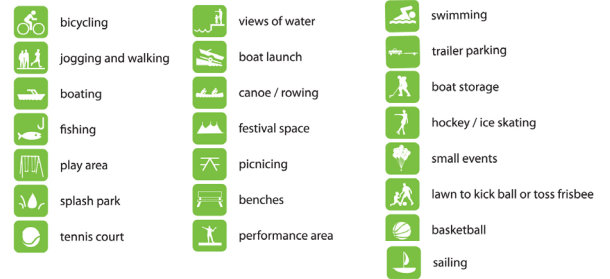 bicycling
jogging and walking
boating
fishing
play area
splash park
tennis court
views of water
boat launch
canoe / rowing
festival space
picnicing
benches
performance area
swimming
trailer parking
boat storage
hockey / ice skating
small events
lawn to kick ball or toss frisbee
basketball
sailing